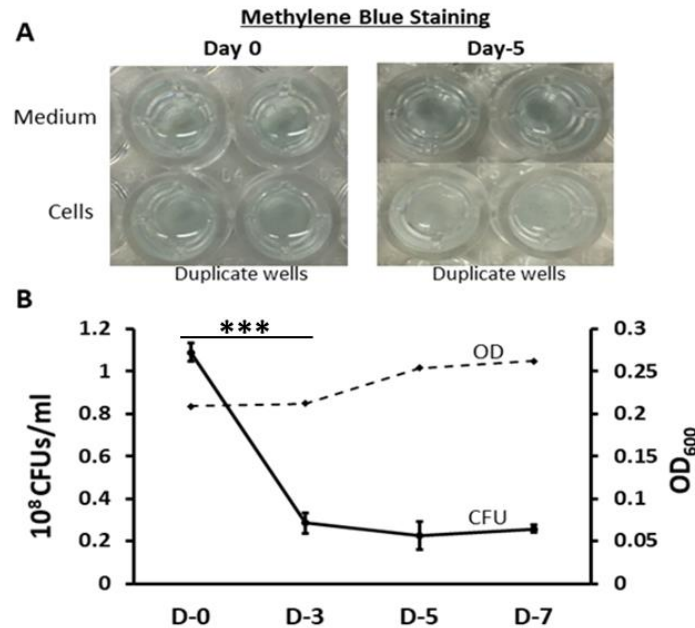 Methylene Blue Staining
A
Day 0
Day-5
Medium
Cells
Duplicate wells
Duplicate wells
B
1.2
1
0.8
0.6
0.4
0.2
0
10⁸ CFUs/ml
***
OD
CFU
0.3
0.25
0.2
0.15
0.1
0.05
0
OD₆₀₀
D-0
D-3
D-5
D-7